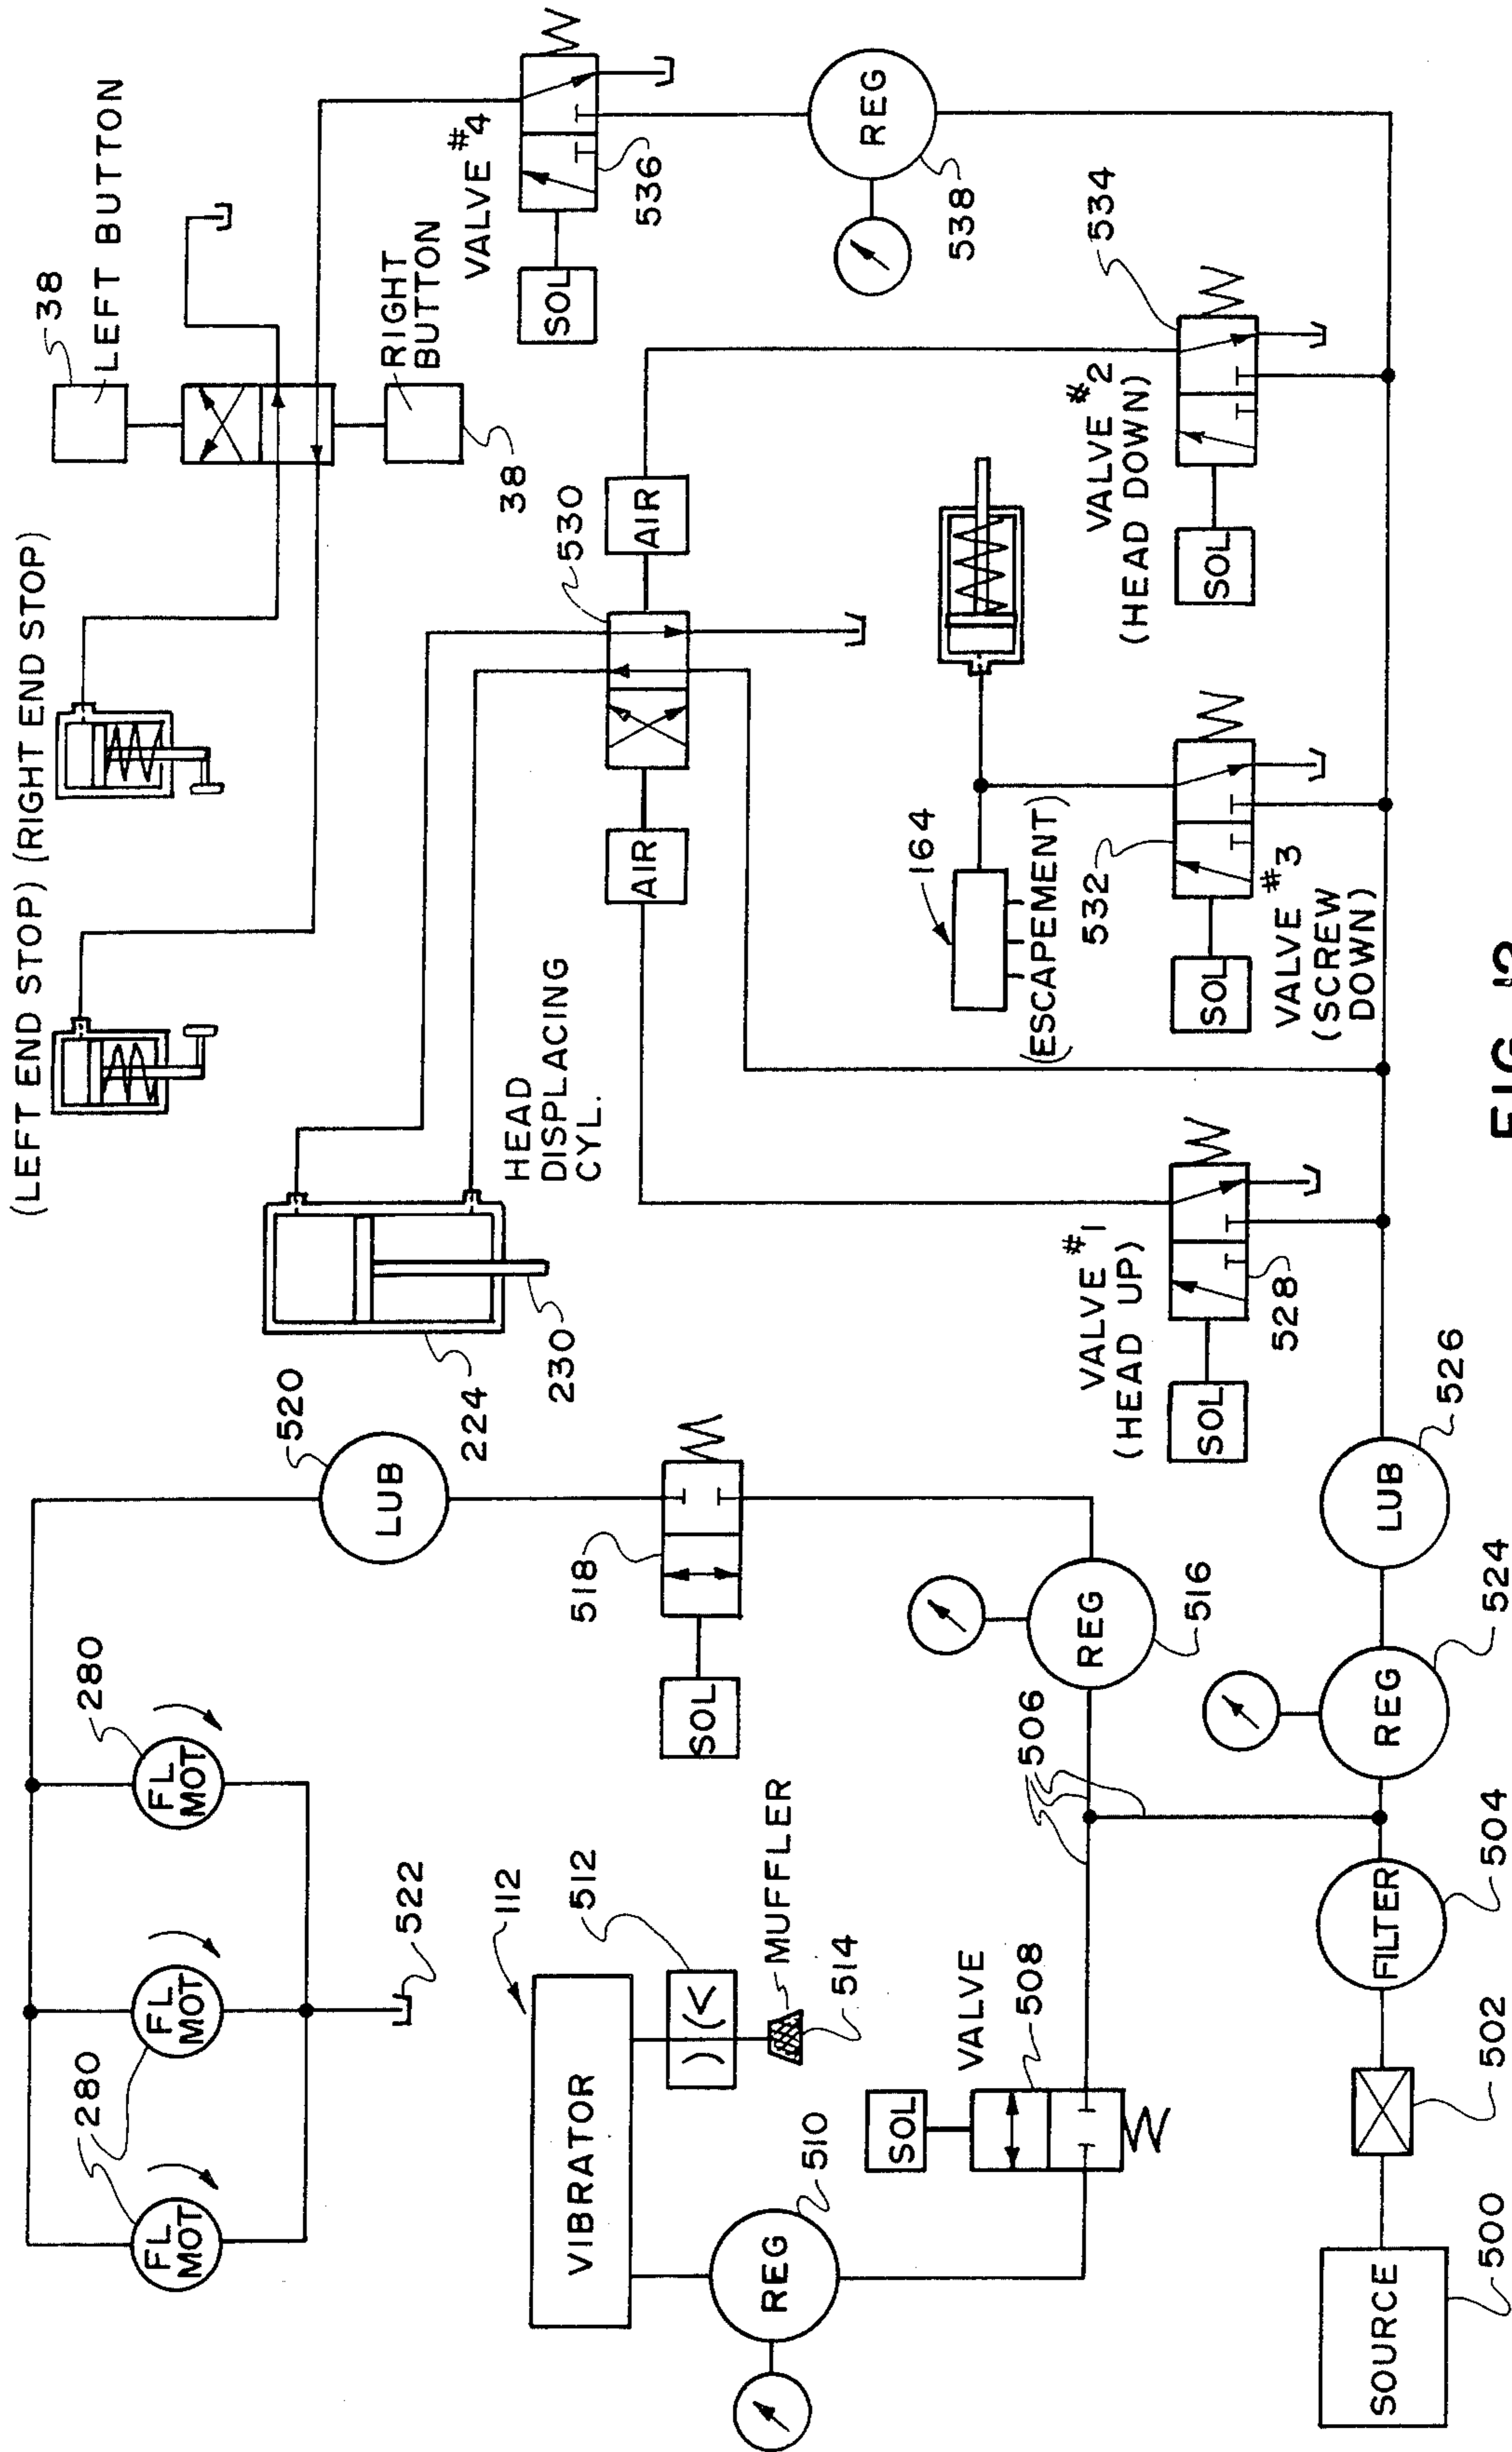 (LEFT END STOP) (RIGHT END STOP)
38
LEFT BUTTON
RIGHT
BUTTON
38
VALVE #4
SOL
536
REG
538
280
FL
MOT
FL
MOT
280
FL
MOT
522
520
LUB
224
230
HEAD
DISPLACING
CYL.
AIR
530
AIR
518
SOL
112
VIBRATOR
512
MUFFLER
514
REG
510
VALVE
SOL
508
506
REG
516
VALVE #1
(HEAD UP)
SOL
528
164
(ESCAPEMENT)
532
SOL
VALVE #3
(SCREW
DOWN)
VALVE #2
(HEAD DOWN)
SOL
534
SOURCE
500
502
FILTER
504
REG
524
LUB
526